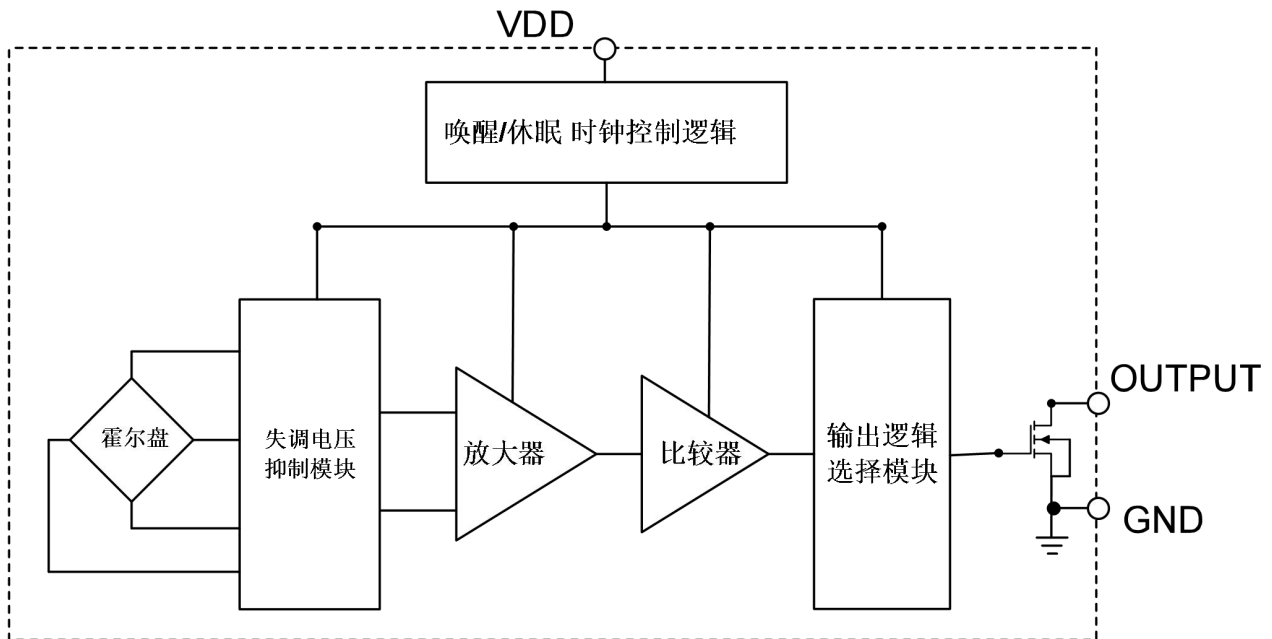 VDD
唤醒/休眠 时钟控制逻辑
霍尔盘
失调电压
抑制模块
放大器
比较器
输出逻辑
选择模块
OUTPUT
GND